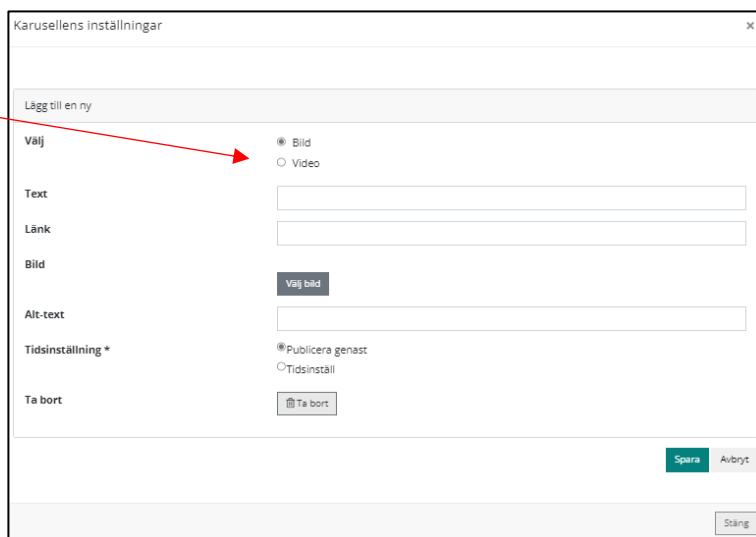 Karusellens inställningar ×
Lägg till en ny
Välj Bild
Video
Text
Länk
Bild
Välj bild
Alt-text
Tidsinställning * Publicera genast
Tidsinställ
Ta bort Ta bort
Spara Avbryt
Stäng